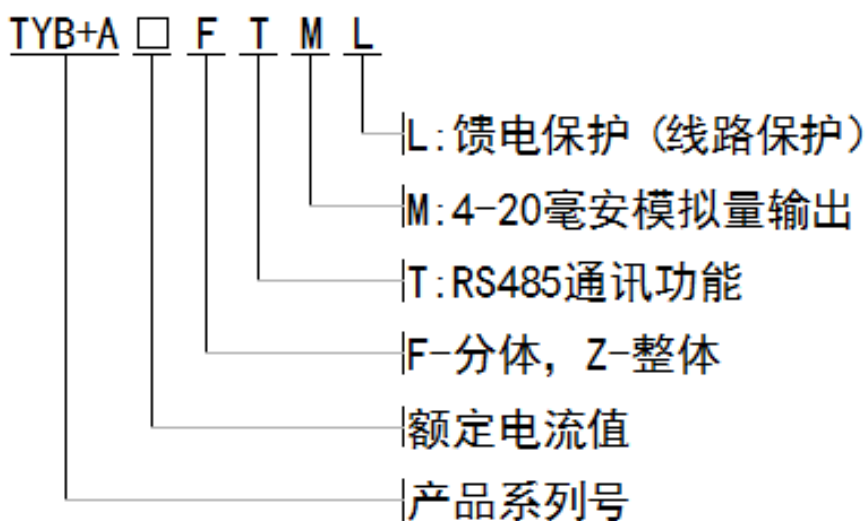 TYB+A □ F T M L
L:馈电保护（线路保护）
M:4-20毫安模拟量输出
T:RS485通讯功能
F-分体，Z-整体
额定电流值
产品系列号